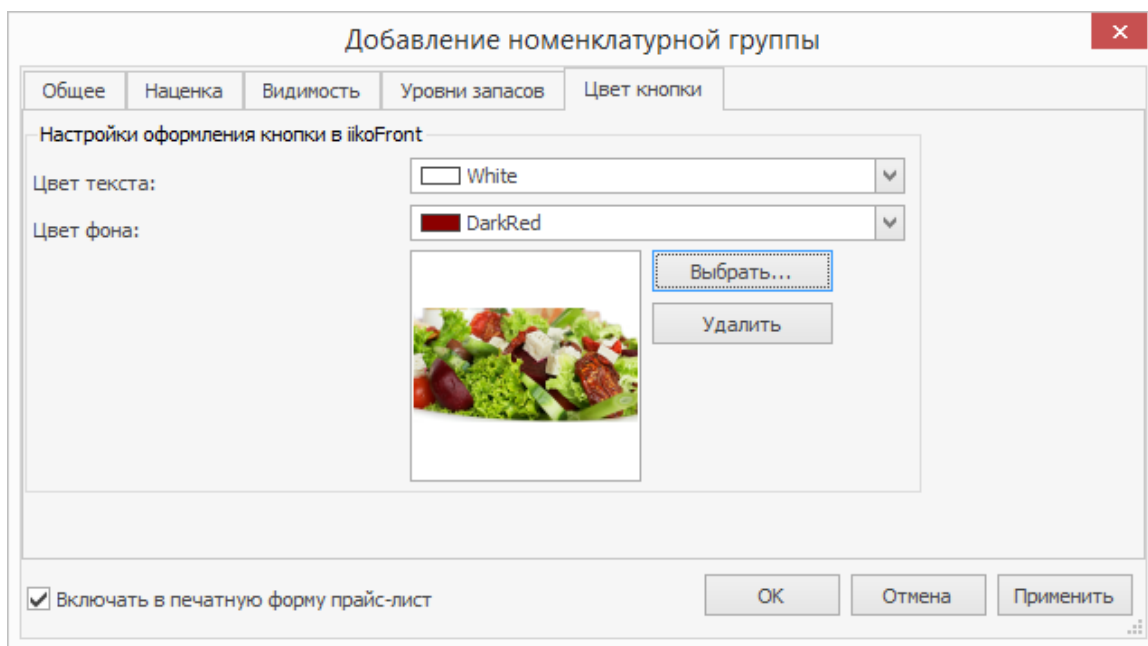 Добавление номенклатурной группы
Общее Наценка Видимость Уровни запасов Цвет кнопки
Настройки оформления кнопки в iikoFront
Цвет текста: White
Цвет фона: DarkRed
Выбрать...
Удалить
Включать в печатную форму прайс-лист OK Отмена Применить